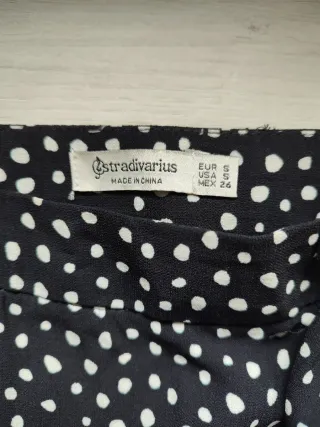 stradivarius
MADE IN CHINA
EUR S
USA S
MEX 26